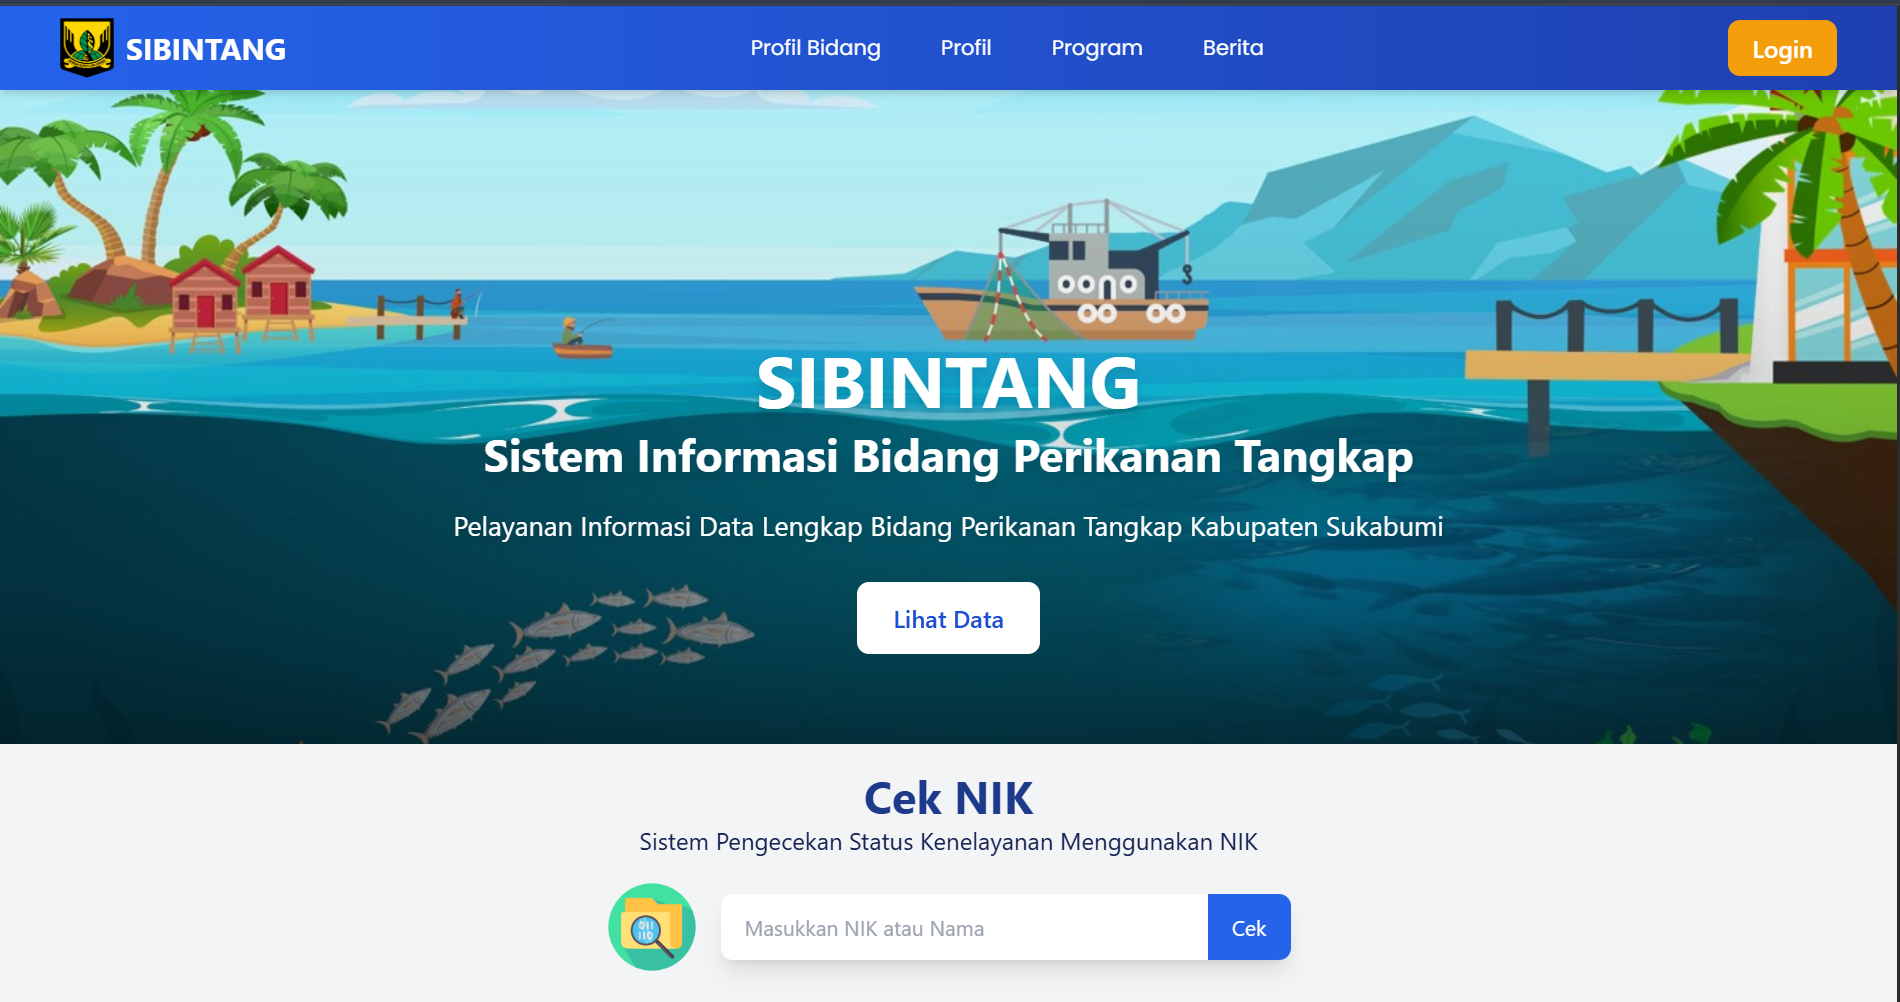 SIBINTANG
Profil Bidang
Profil
Program
Berita
Login
SIBINTANG
Sistem Informasi Bidang Perikanan Tangkap
Pelayanan Informasi Data Lengkap Bidang Perikanan Tangkap Kabupaten Sukabumi
Lihat Data
Cek NIK
Sistem Pengecekan Status Kenelayanan Menggunakan NIK
Masukkan NIK atau Nama
Cek